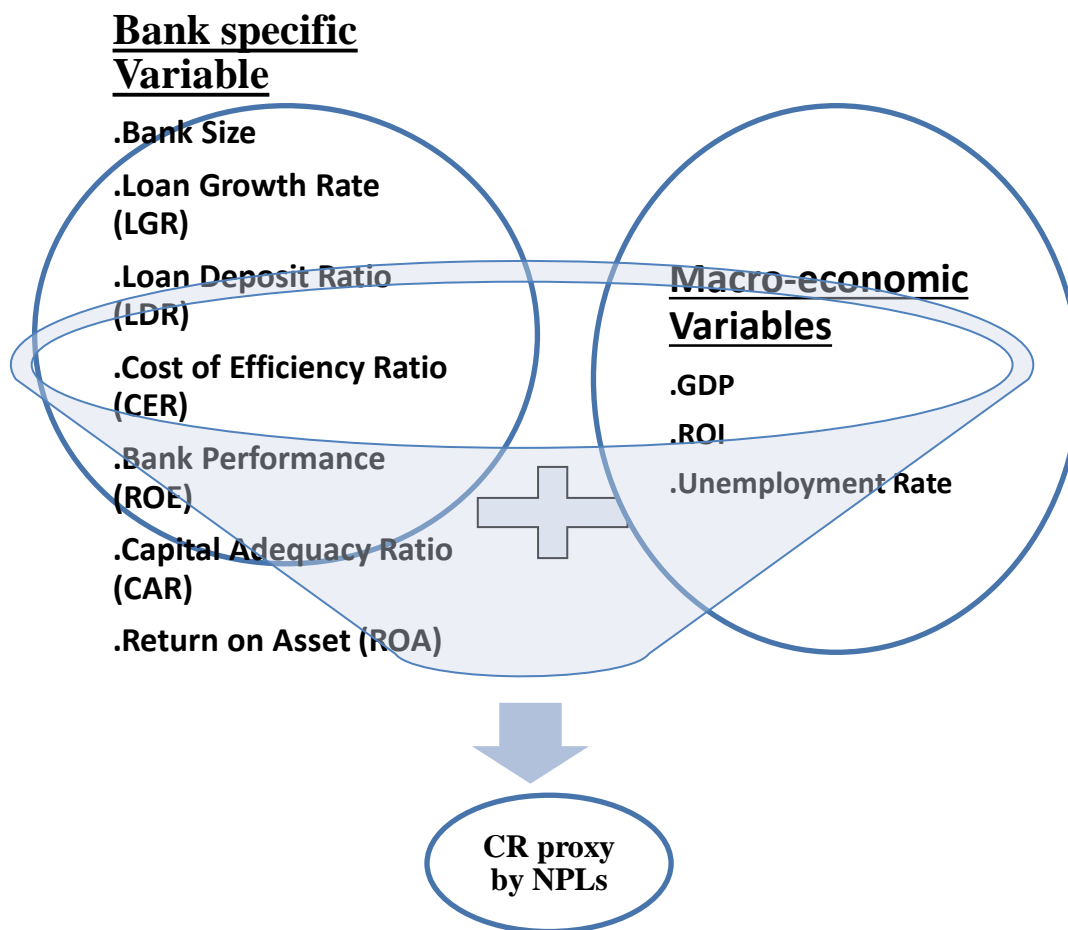 Bank specific
Variable
.Bank Size
.Loan Growth Rate
(LGR)
.Loan Deposit Ratio
(LDR)
.Cost of Efficiency Ratio
(CER)
.Bank Performance
(ROE)
.Capital Adequacy Ratio
(CAR)
.Return on Asset (ROA)
Macro-economic
Variables
.GDP
.ROI
.Unemployment Rate
CR proxy
by NPLs